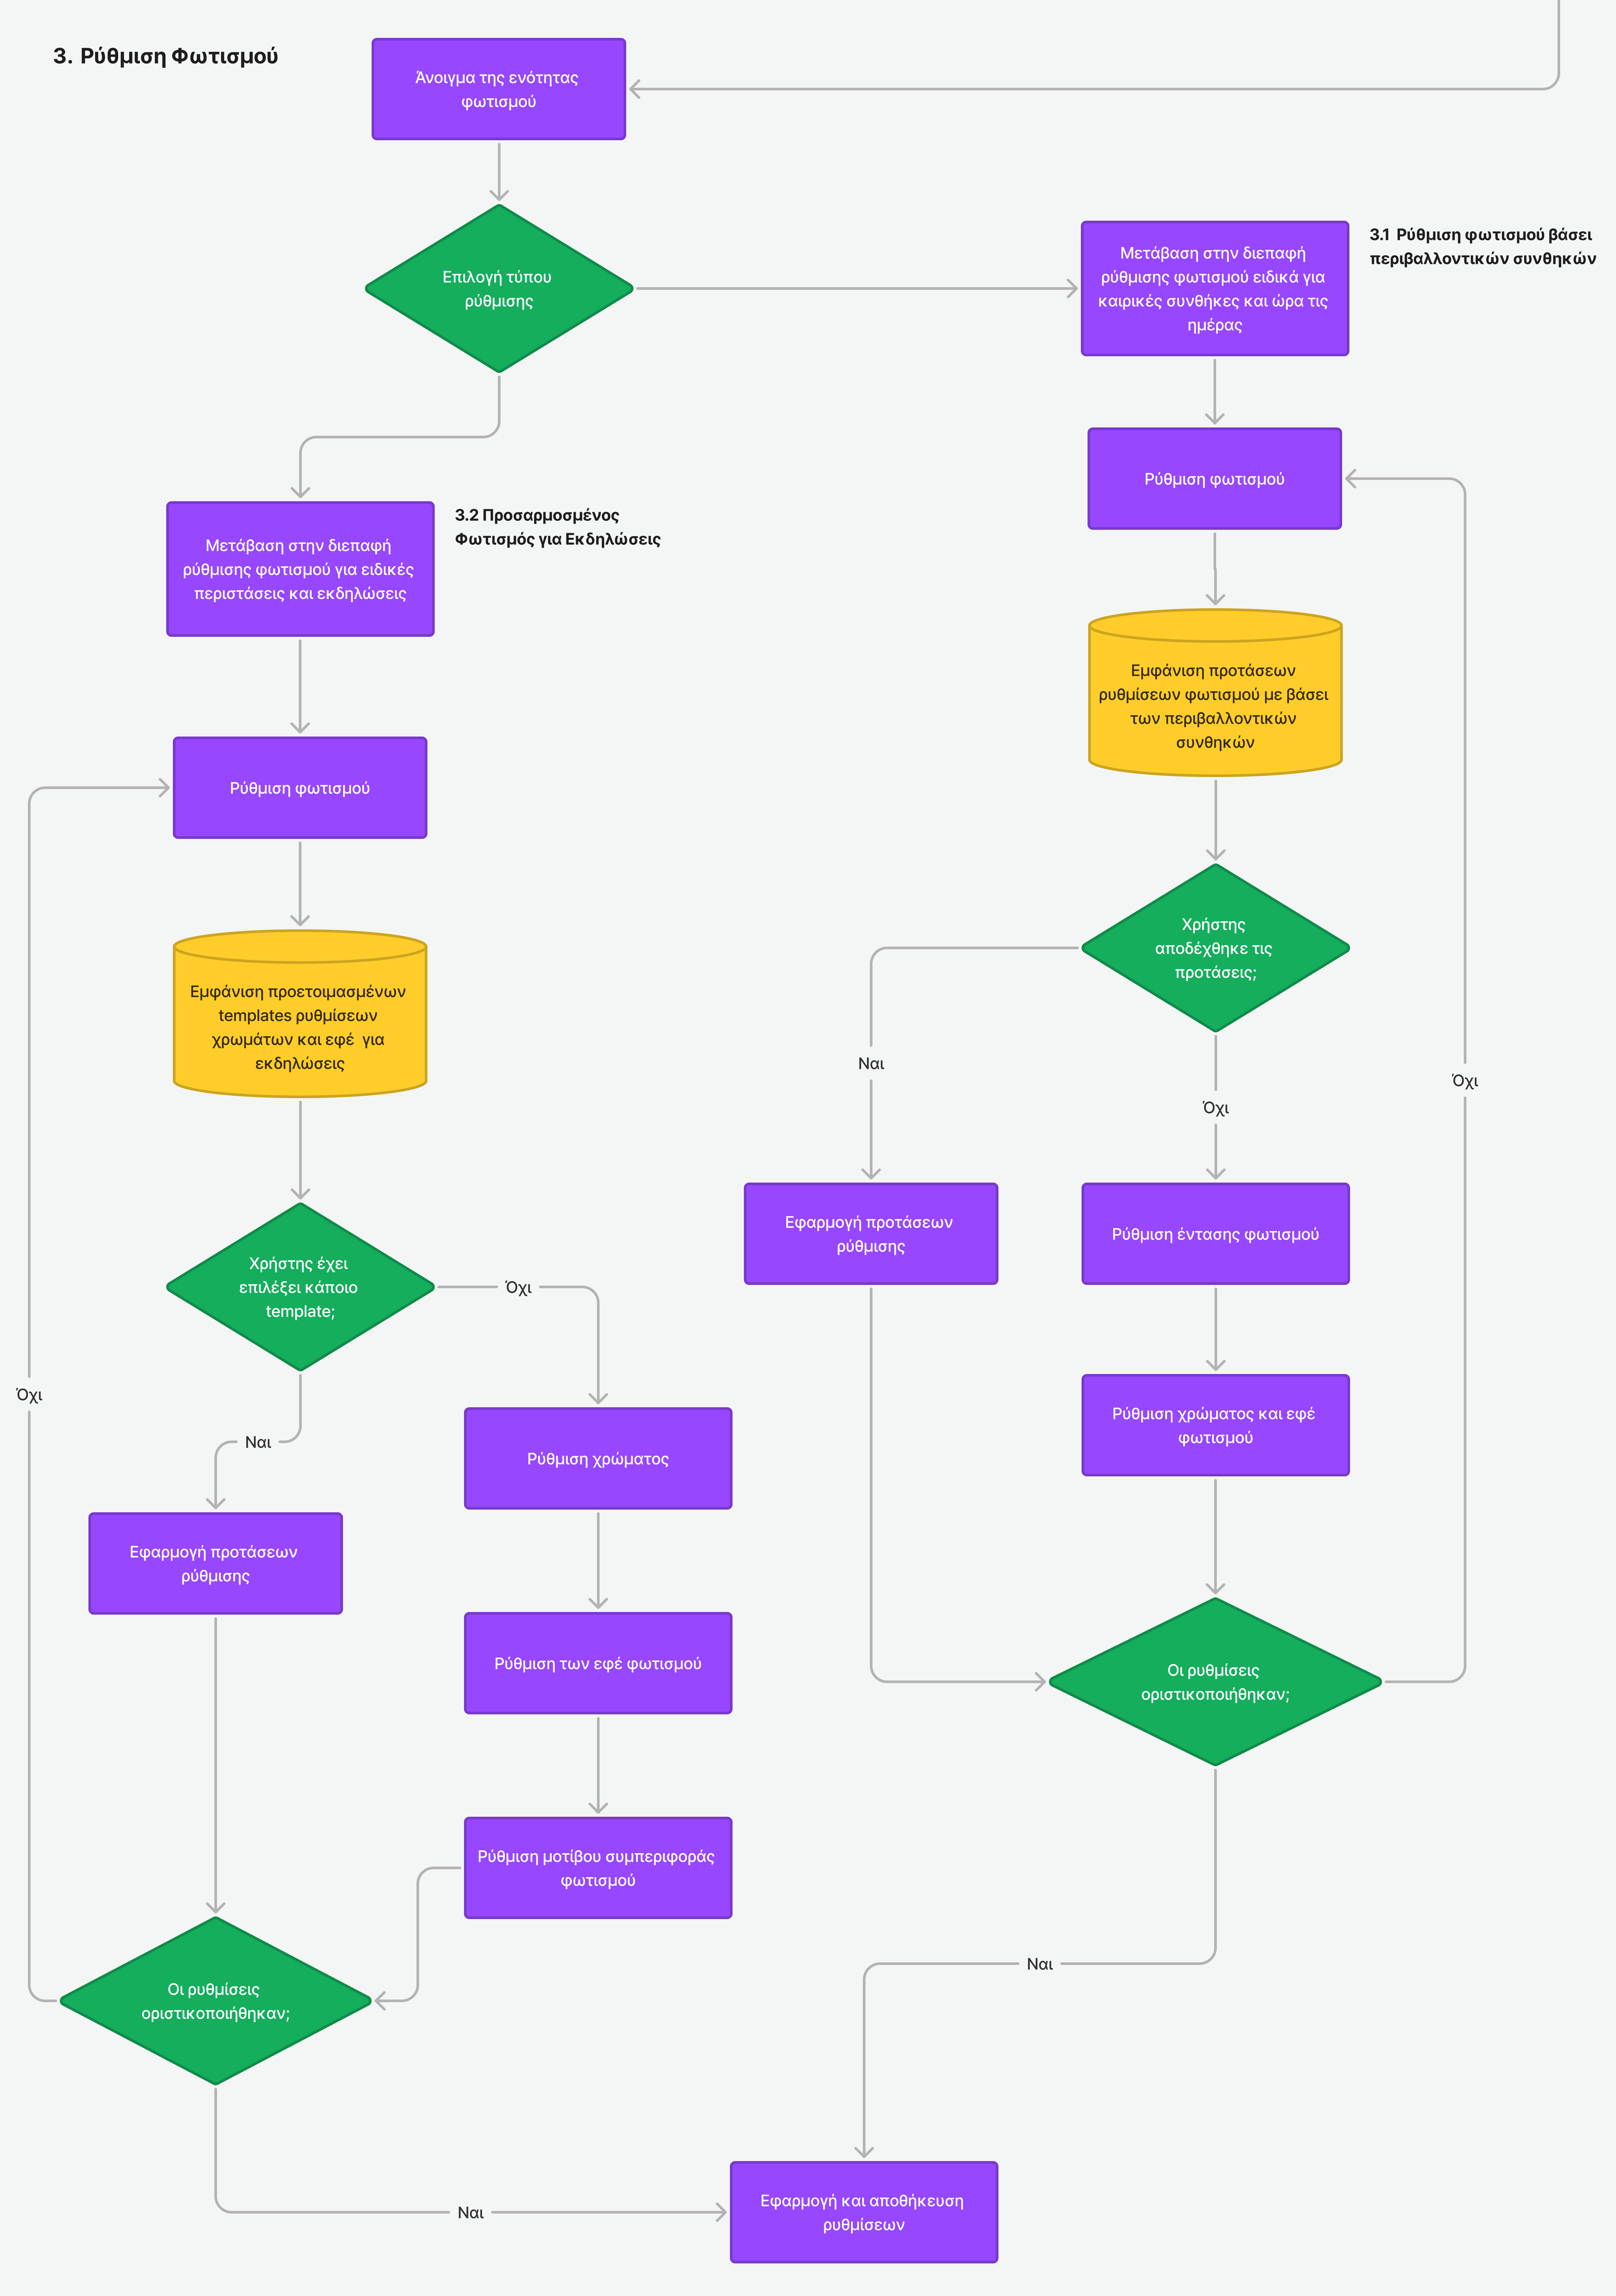 3. Ρύθμιση Φωτισμού
Άνοιγμα της ενότητας
φωτισμού
Επιλογή τύπου
ρύθμισης
Μετάβαση στην διεπαφή
ρύθμισης φωτισμού ειδικά για
καιρικές συνθήκες και ώρα τις
ημέρας
3.1 Ρύθμιση φωτισμού βάσει
περιβαλλοντικών συνθηκών
Ρύθμιση φωτισμού
Εμφάνιση προτάσεων
ρυθμίσεων φωτισμού με βάσει
των περιβαλλοντικών
συνθηκών
Χρήστης
αποδέχθηκε τις
προτάσεις;
Ναι
Όχι
Όχι
Εφαρμογή προτάσεων
ρύθμισης
Ρύθμιση έντασης φωτισμού
Ρύθμιση χρώματος και εφέ
φωτισμού
Οι ρυθμίσεις
οριστικοποιήθηκαν;
Ναι
Μετάβαση στην διεπαφή
ρύθμισης φωτισμού για ειδικές
περιστάσεις και εκδηλώσεις
3.2 Προσαρμοσμένος
Φωτισμός για Εκδηλώσεις
Ρύθμιση φωτισμού
Εμφάνιση προετοιμασμένων
templates ρυθμίσεων
χρωμάτων και εφέ για
εκδηλώσεις
Χρήστης έχει
επιλέξει κάποιο
template;
Όχι
Όχι
Ναι
Ρύθμιση χρώματος
Εφαρμογή προτάσεων
ρύθμισης
Ρύθμιση των εφέ φωτισμού
Ρύθμιση μοτίβου συμπεριφοράς
φωτισμού
Οι ρυθμίσεις
οριστικοποιήθηκαν;
Ναι
Εφαρμογή και αποθήκευση
ρυθμίσεων